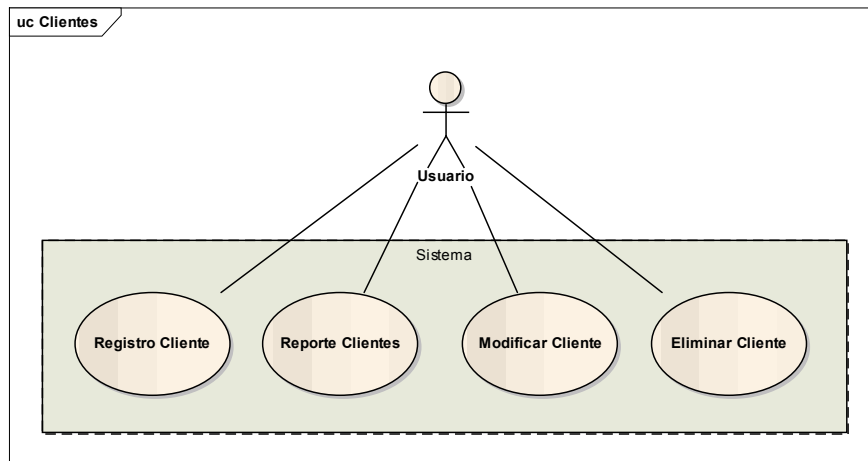 uc Clientes
Usuario
Sistema
Registro Cliente
Reporte Clientes
Modificar Cliente
Eliminar Cliente